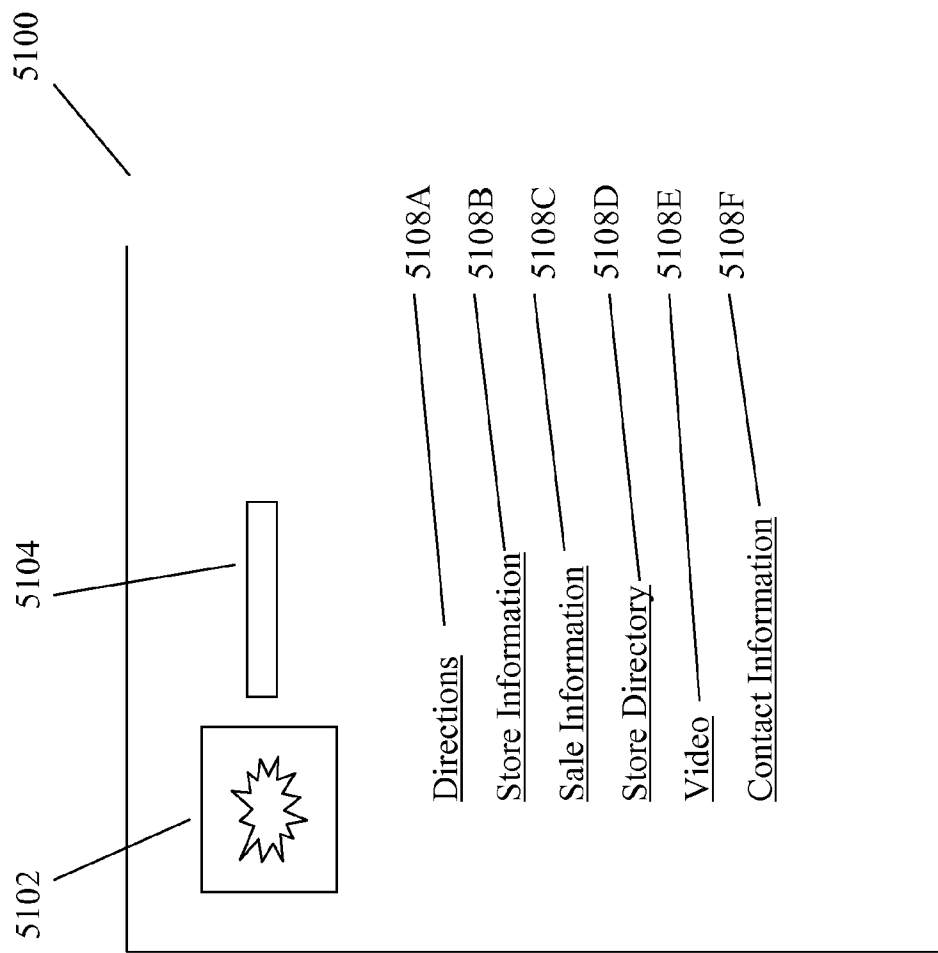 5100
5102
5104
Directions 5108A
Store Information 5108B
Sale Information 5108C
Store Directory 5108D
Video 5108E
Contact Information 5108F